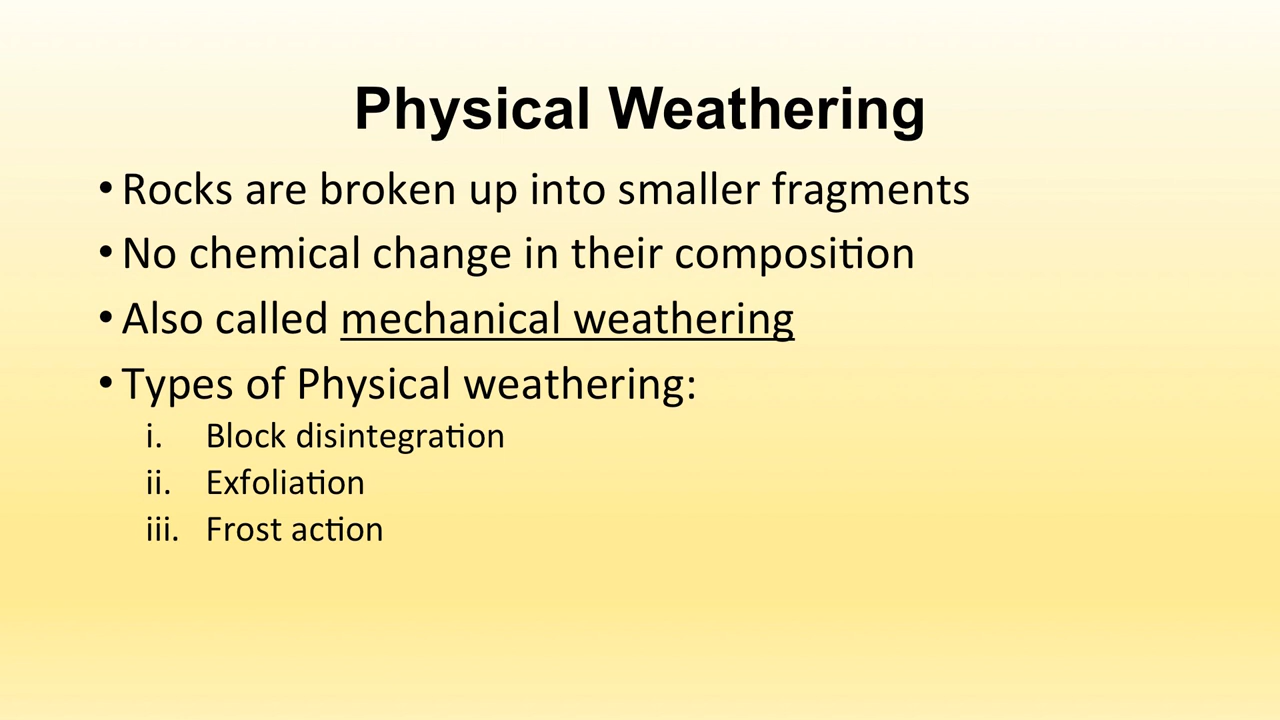 Physical Weathering
• Rocks are broken up into smaller fragments
• No chemical change in their composition
• Also called mechanical weathering
• Types of Physical weathering:
i. Block disintegration
ii. Exfoliation
iii. Frost action